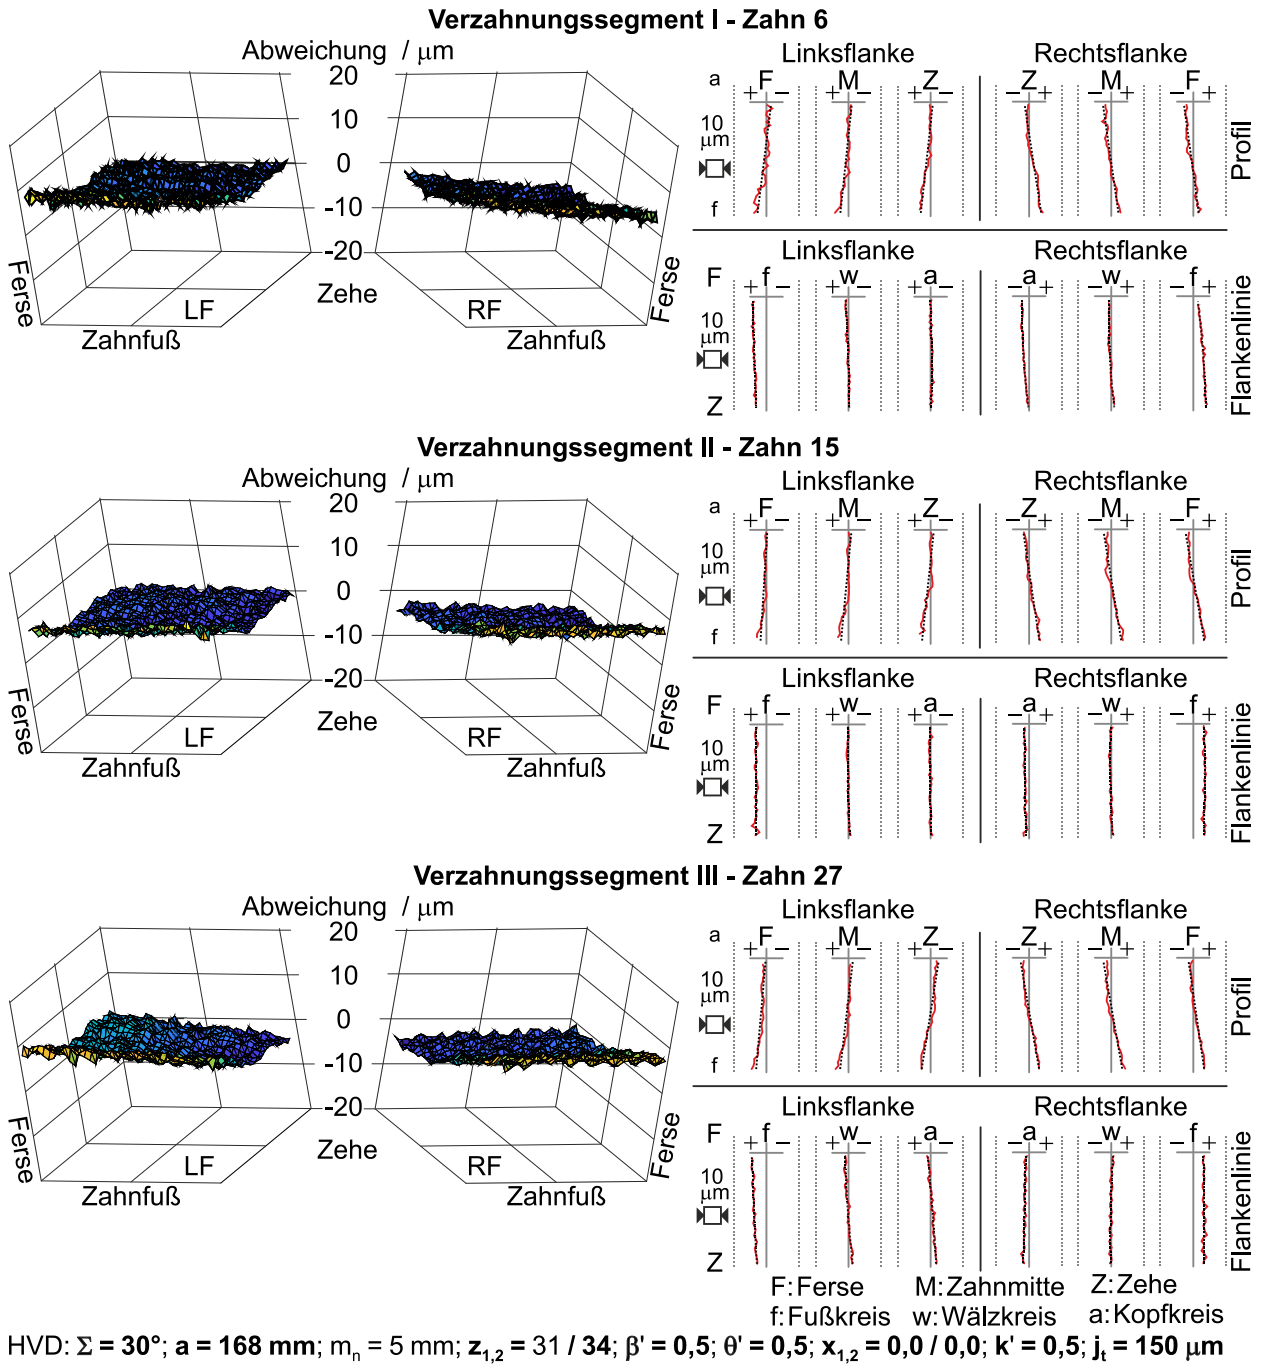 Verzahnungssegment I - Zahn 6
Abweichung / μm
20
10
0
-10
-20
Ferse
LF
Zahnfuß
Zehe
RF
Zahnfuß
Ferse
Linksflanke Rechtsflanke
a + F − + M − + Z − − Z + − M + − F +
10 μm
f
Profil
Linksflanke Rechtsflanke
F + f − + w − + a − − a + − w + − f +
10 μm
Z
Flankenlinie
Verzahnungssegment II - Zahn 15
Abweichung / μm
20
10
0
-10
-20
Ferse
LF
Zahnfuß
Zehe
RF
Zahnfuß
Ferse
Linksflanke Rechtsflanke
a + F − + M − + Z − − Z + − M + − F +
10 μm
f
Profil
Linksflanke Rechtsflanke
F + f − + w − + a − − a + − w + − f +
10 μm
Z
Flankenlinie
Verzahnungssegment III - Zahn 27
Abweichung / μm
20
10
0
-10
-20
Ferse
LF
Zahnfuß
Zehe
RF
Zahnfuß
Ferse
Linksflanke Rechtsflanke
a + F − + M − + Z − − Z + − M + − F +
10 μm
f
Profil
Linksflanke Rechtsflanke
F + f − + w − + a − − a + − w + − f +
10 μm
Z
Flankenlinie
F: Ferse M: Zahnmitte Z: Zehe
f: Fußkreis w: Wälzkreis a: Kopfkreis
HVD: Σ = 30°; a = 168 mm; mₙ = 5 mm; z₁,₂ = 31 / 34; β' = 0,5; θ' = 0,5; x₁,₂ = 0,0 / 0,0; k' = 0,5; jₜ = 150 μm